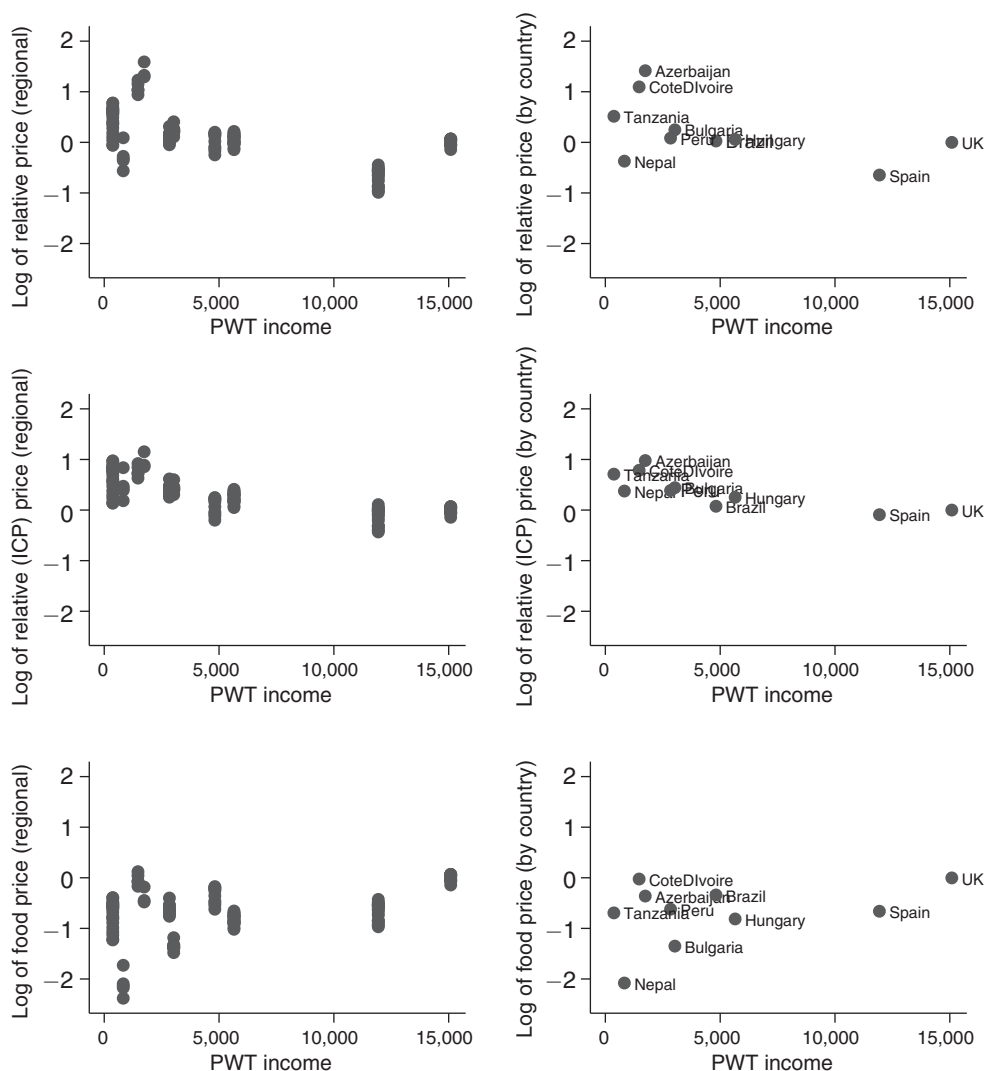 Log of relative price (regional)
2
1
0
−1
−2
0 5,000 10,000 15,000
PWT income
Log of relative price (by country)
2
1
0
−1
−2
Azerbaijan
CoteDIvoire
Tanzania
Bulgaria
Peru Brazil Hungary
UK
Nepal
Spain
0 5,000 10,000 15,000
PWT income
Log of relative (ICP) price (regional)
2
1
0
−1
−2
0 5,000 10,000 15,000
PWT income
Log of relative (ICP) price (by country)
2
1
0
−1
−2
Azerbaijan
CoteDIvoire
Tanzania
Nepal Peru Bulgaria
Hungary
Brazil
Spain UK
0 5,000 10,000 15,000
PWT income
Log of food price (regional)
2
1
0
−1
−2
0 5,000 10,000 15,000
PWT income
Log of food price (by country)
2
1
0
−1
−2
CoteDIvoire
UK
Azerbaijan Brazil
Tanzania Peru
Spain
Hungary
Bulgaria
Nepal
0 5,000 10,000 15,000
PWT income